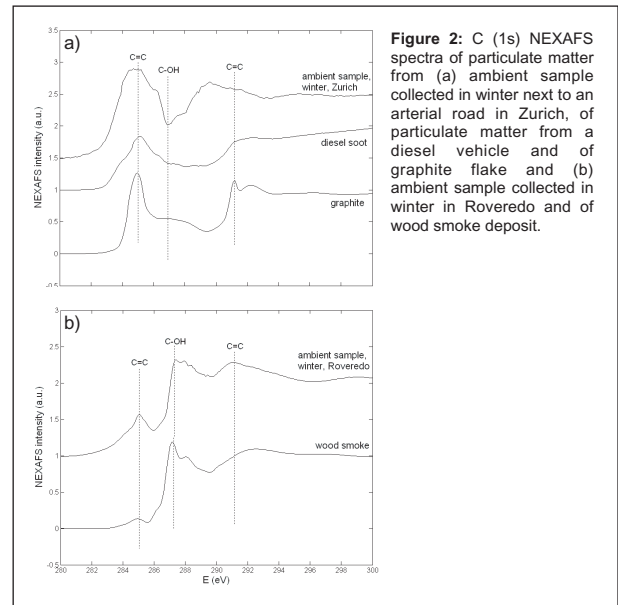 a)
3.5
3
2.5
2
1.5
1
0.5
0
-0.5
NEXAFS intensity (a.u.)
C=C
C-OH
C=C
ambient sample,
winter, Zurich
diesel soot
graphite
b)
3
2.5
2
1.5
1
0.5
0
NEXAFS intensity (a.u.)
C=C
C-OH
C=C
ambient sample,
winter, Roveredo
wood smoke
280 282 284 286 288 290 292 294 296 298 300
E (eV)
Figure 2: C (1s) NEXAFS
spectra of particulate matter
from (a) ambient sample
collected in winter next to an
arterial road in Zurich, of
particulate matter from a
diesel vehicle and of
graphite flake and (b)
ambient sample collected in
winter in Roveredo and of
wood smoke deposit.